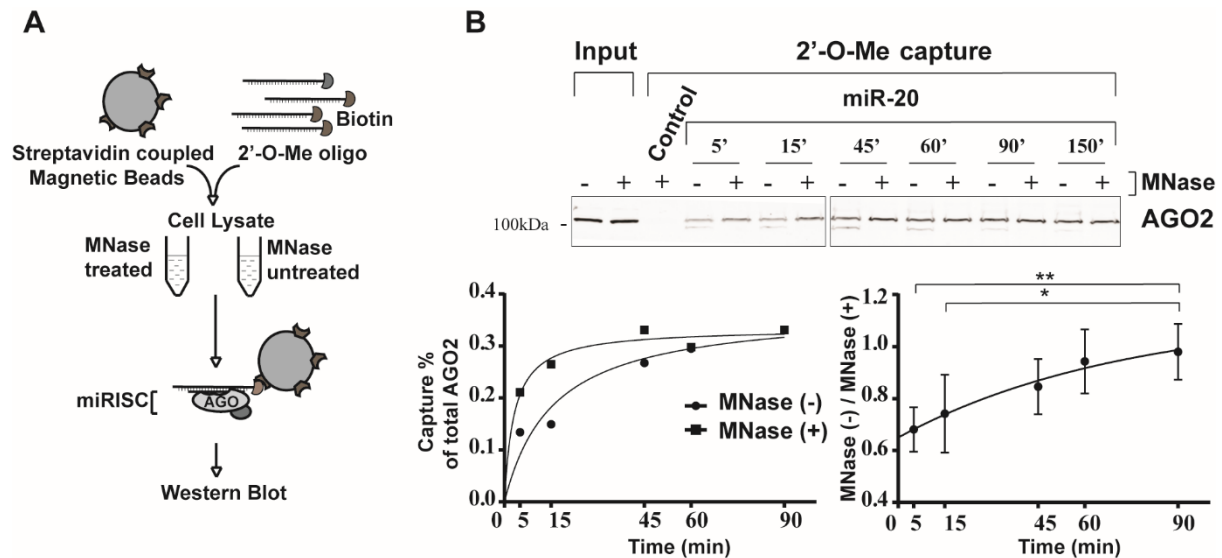 A
Streptavidin coupled
Magnetic Beads
Biotin
2'-O-Me oligo
Cell Lysate
MNase
treated
MNase
untreated
miRISC
AGO
Western Blot
B
Input
2'-O-Me capture
Control
miR-20
5' 15' 45' 60' 90' 150'
- + + - + - + - + - + - + - + MNase
100kDa - AGO2
Capture %
of total AGO2
0.4
0.3
0.2
0.1
0.0
MNase (-)
MNase (+)
0 5 15 45 60 90
Time (min)
MNase (-) / MNase (+)
**
*
1.2
1.0
0.8
0.6
0.4
0 5 15 45 60 90
Time (min)